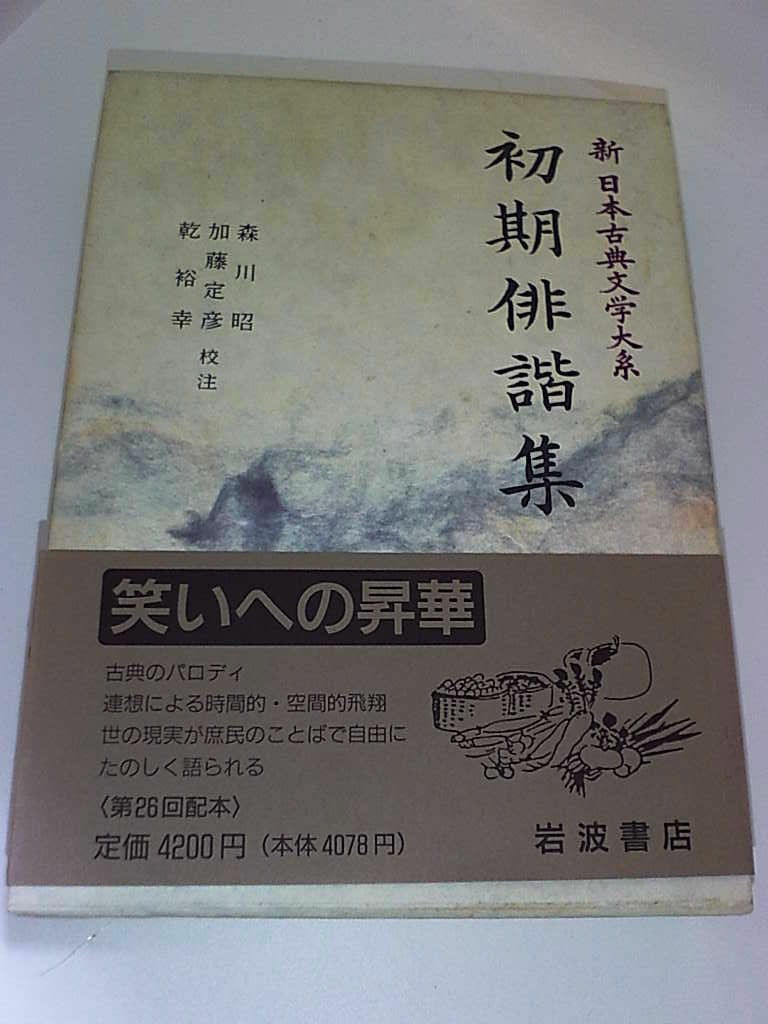 新 日本古典文学大系
初期俳諧集
森川昭
加藤定彦 校注
乾裕幸
笑いへの昇華
古典のパロディ
連想による時間的・空間的飛翔
世の現実が庶民のことばで自由に
たのしく語られる
〈第26回配本〉
定価 4200円（本体 4078円）
岩波書店